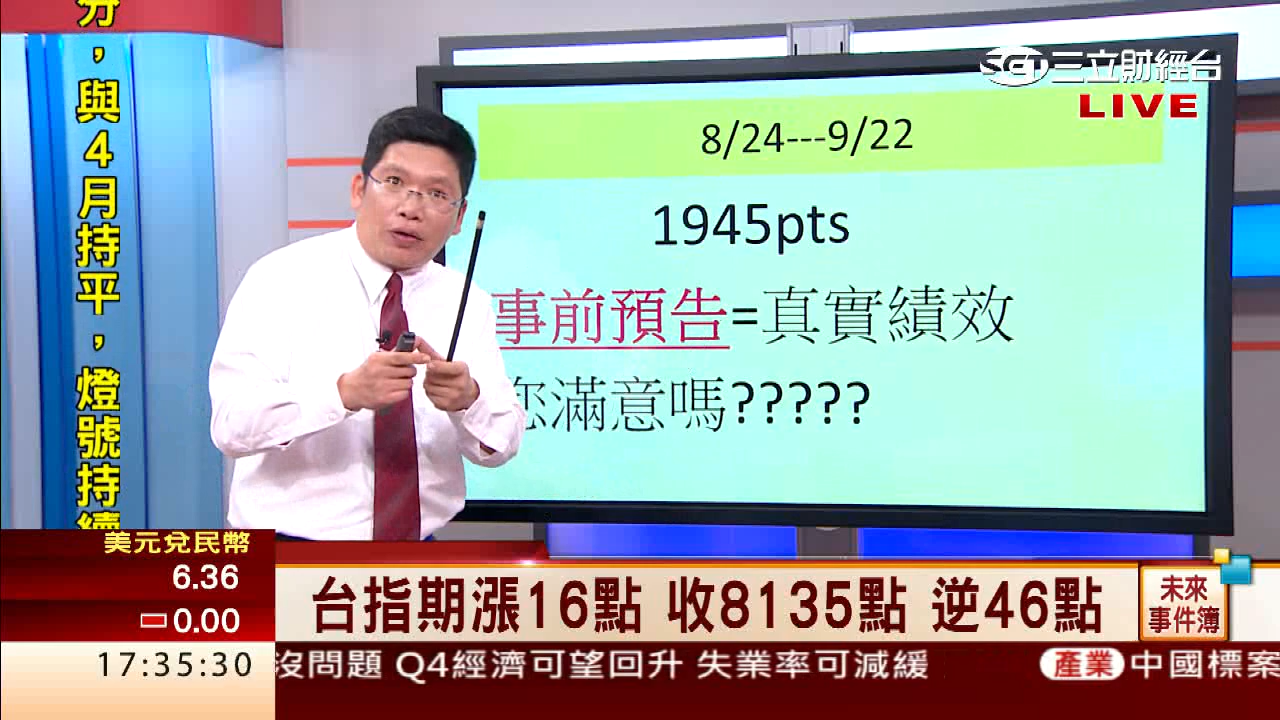 分，與4月持平，燈號持續
SET 三立財經台
LIVE
8/24---9/22
1945pts
事前預告=真實績效
您滿意嗎?????
美元兌民幣
6.36
0.00
17:35:30
台指期漲16點 收8135點 逆46點
未來
事件簿
沒問題 Q4經濟可望回升 失業率可減緩
產業 中國標案